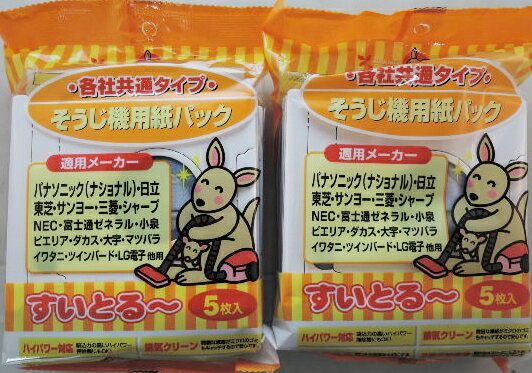 ・各社共通タイプ・
そうじ機用紙パック
適用メーカー
パナソニック(ナショナル)・日立
東芝・サンヨー・三菱・シャープ
NEC・富士通ゼネラル・小泉
ピエリア・ダカス・大宇・マツバラ
イワタニ・ツインバード・LG電子 他用
すいとる〜
5枚入
ハイパワー対応
排気クリーン
・各社共通タイプ・
そうじ機用紙パック
適用メーカー
パナソニック(ナショナル)・日立
東芝・サンヨー・三菱・シャープ
NEC・富士通ゼネラル・小泉
ピエリア・ダカス・大宇・マツバラ
イワタニ・ツインバード・LG電子 他用
すいとる〜
5枚入
ハイパワー対応
排気クリーン